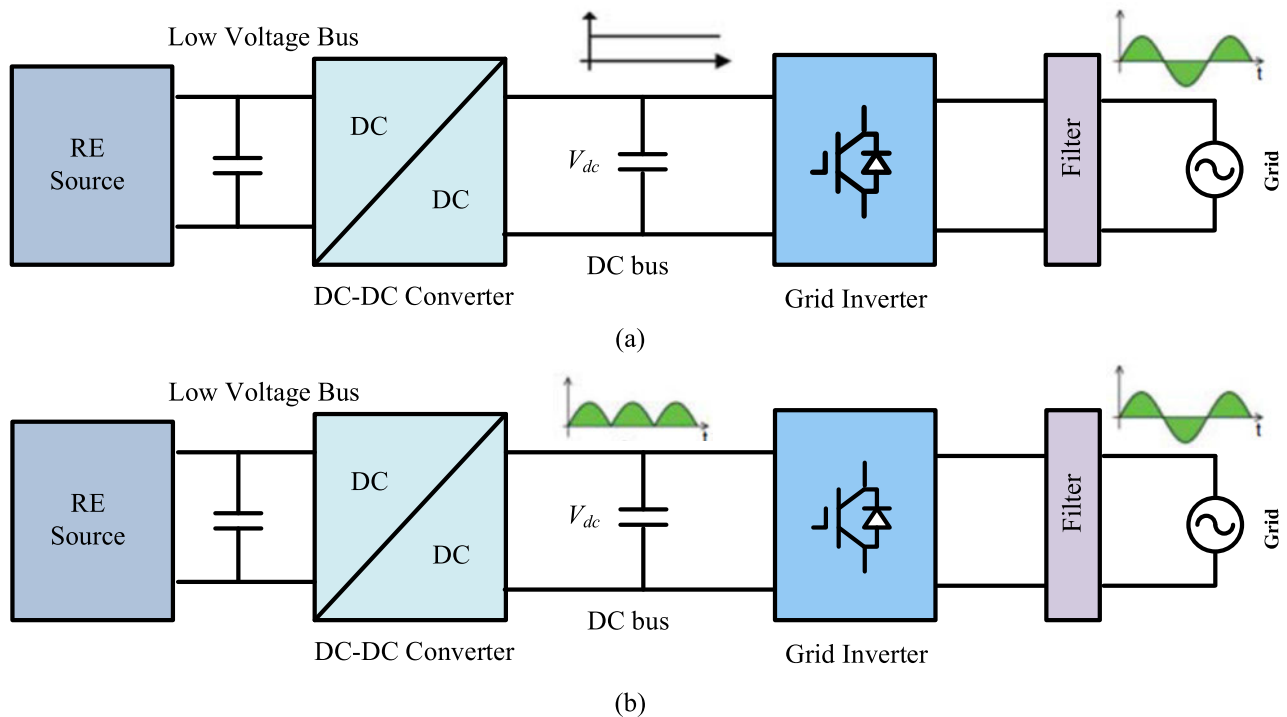 Low Voltage Bus
t
RE
Source
DC
DC
V_dc
Filter
Grid
DC bus
DC-DC Converter
Grid Inverter
(a)
Low Voltage Bus
t
t
RE
Source
DC
DC
V_dc
Filter
Grid
DC bus
DC-DC Converter
Grid Inverter
(b)